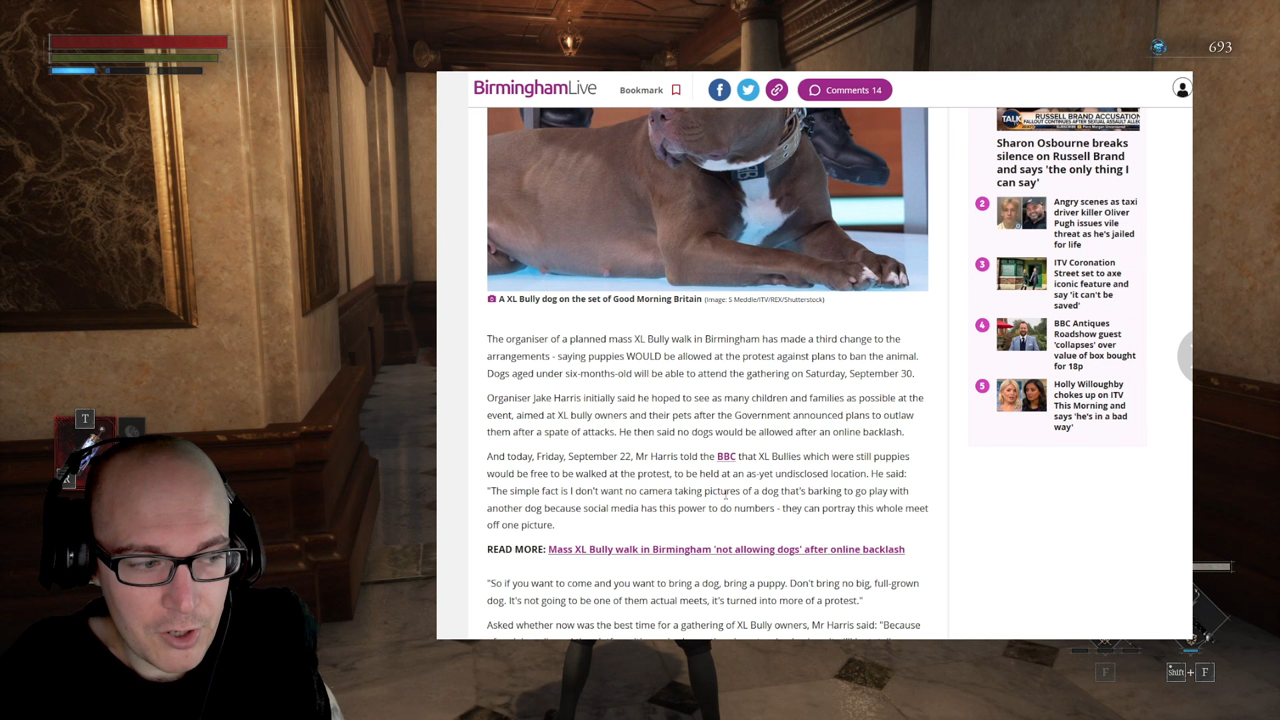 693
BirminghamLive
Bookmark
Comments 14
TALK
RUSSELL BRAND ACCUSATION
FALLOUT CONTINUES AFTER SEXUAL ASSAULT
A XL Bully dog on the set of Good Morning Britain (Image: S Meddle/ITV/REX/Shutterstock)
The organiser of a planned mass XL Bully walk in Birmingham has made a third change to the
arrangements - saying puppies WOULD be allowed at the protest against plans to ban the animal.
Dogs aged under six-months-old will be able to attend the gathering on Saturday, September 30.
Organiser Jake Harris initially said he hoped to see as many children and families as possible at the
event, aimed at XL bully owners and their pets after the Government announced plans to outlaw
them after a spate of attacks. He then said no dogs would be allowed after an online backlash.
And today, Friday, September 22, Mr Harris told the BBC that XL Bullies which were still puppies
would be free to be walked at the protest, to be held at an as-yet undisclosed location. He said:
"The simple fact is I don't want no camera taking pictures of a dog that's barking to go play with
another dog because social media has this power to do numbers - they can portray this whole meet
off one picture.
READ MORE: Mass XL Bully walk in Birmingham 'not allowing dogs' after online backlash
"So if you want to come and you want to bring a dog, bring a puppy. Don't bring no big, full-grown
dog. It's not going to be one of them actual meets, it's turned into more of a protest."
Asked whether now was the best time for a gathering of XL Bully owners, Mr Harris said: "Because
Sharon Osbourne breaks
silence on Russell Brand
and says 'the only thing I
can say'
2
Angry scenes as taxi
driver killer Oliver
Pugh issues vile
threat as he's jailed
for life
3
ITV Coronation
Street set to axe
iconic feature and
say 'it can't be
saved'
4
BBC Antiques
Roadshow guest
'collapses' over
value of box bought
for 18p
5
Holly Willoughby
chokes up on ITV
This Morning and
says 'he's in a bad
way'
T
R
F
Shift + F